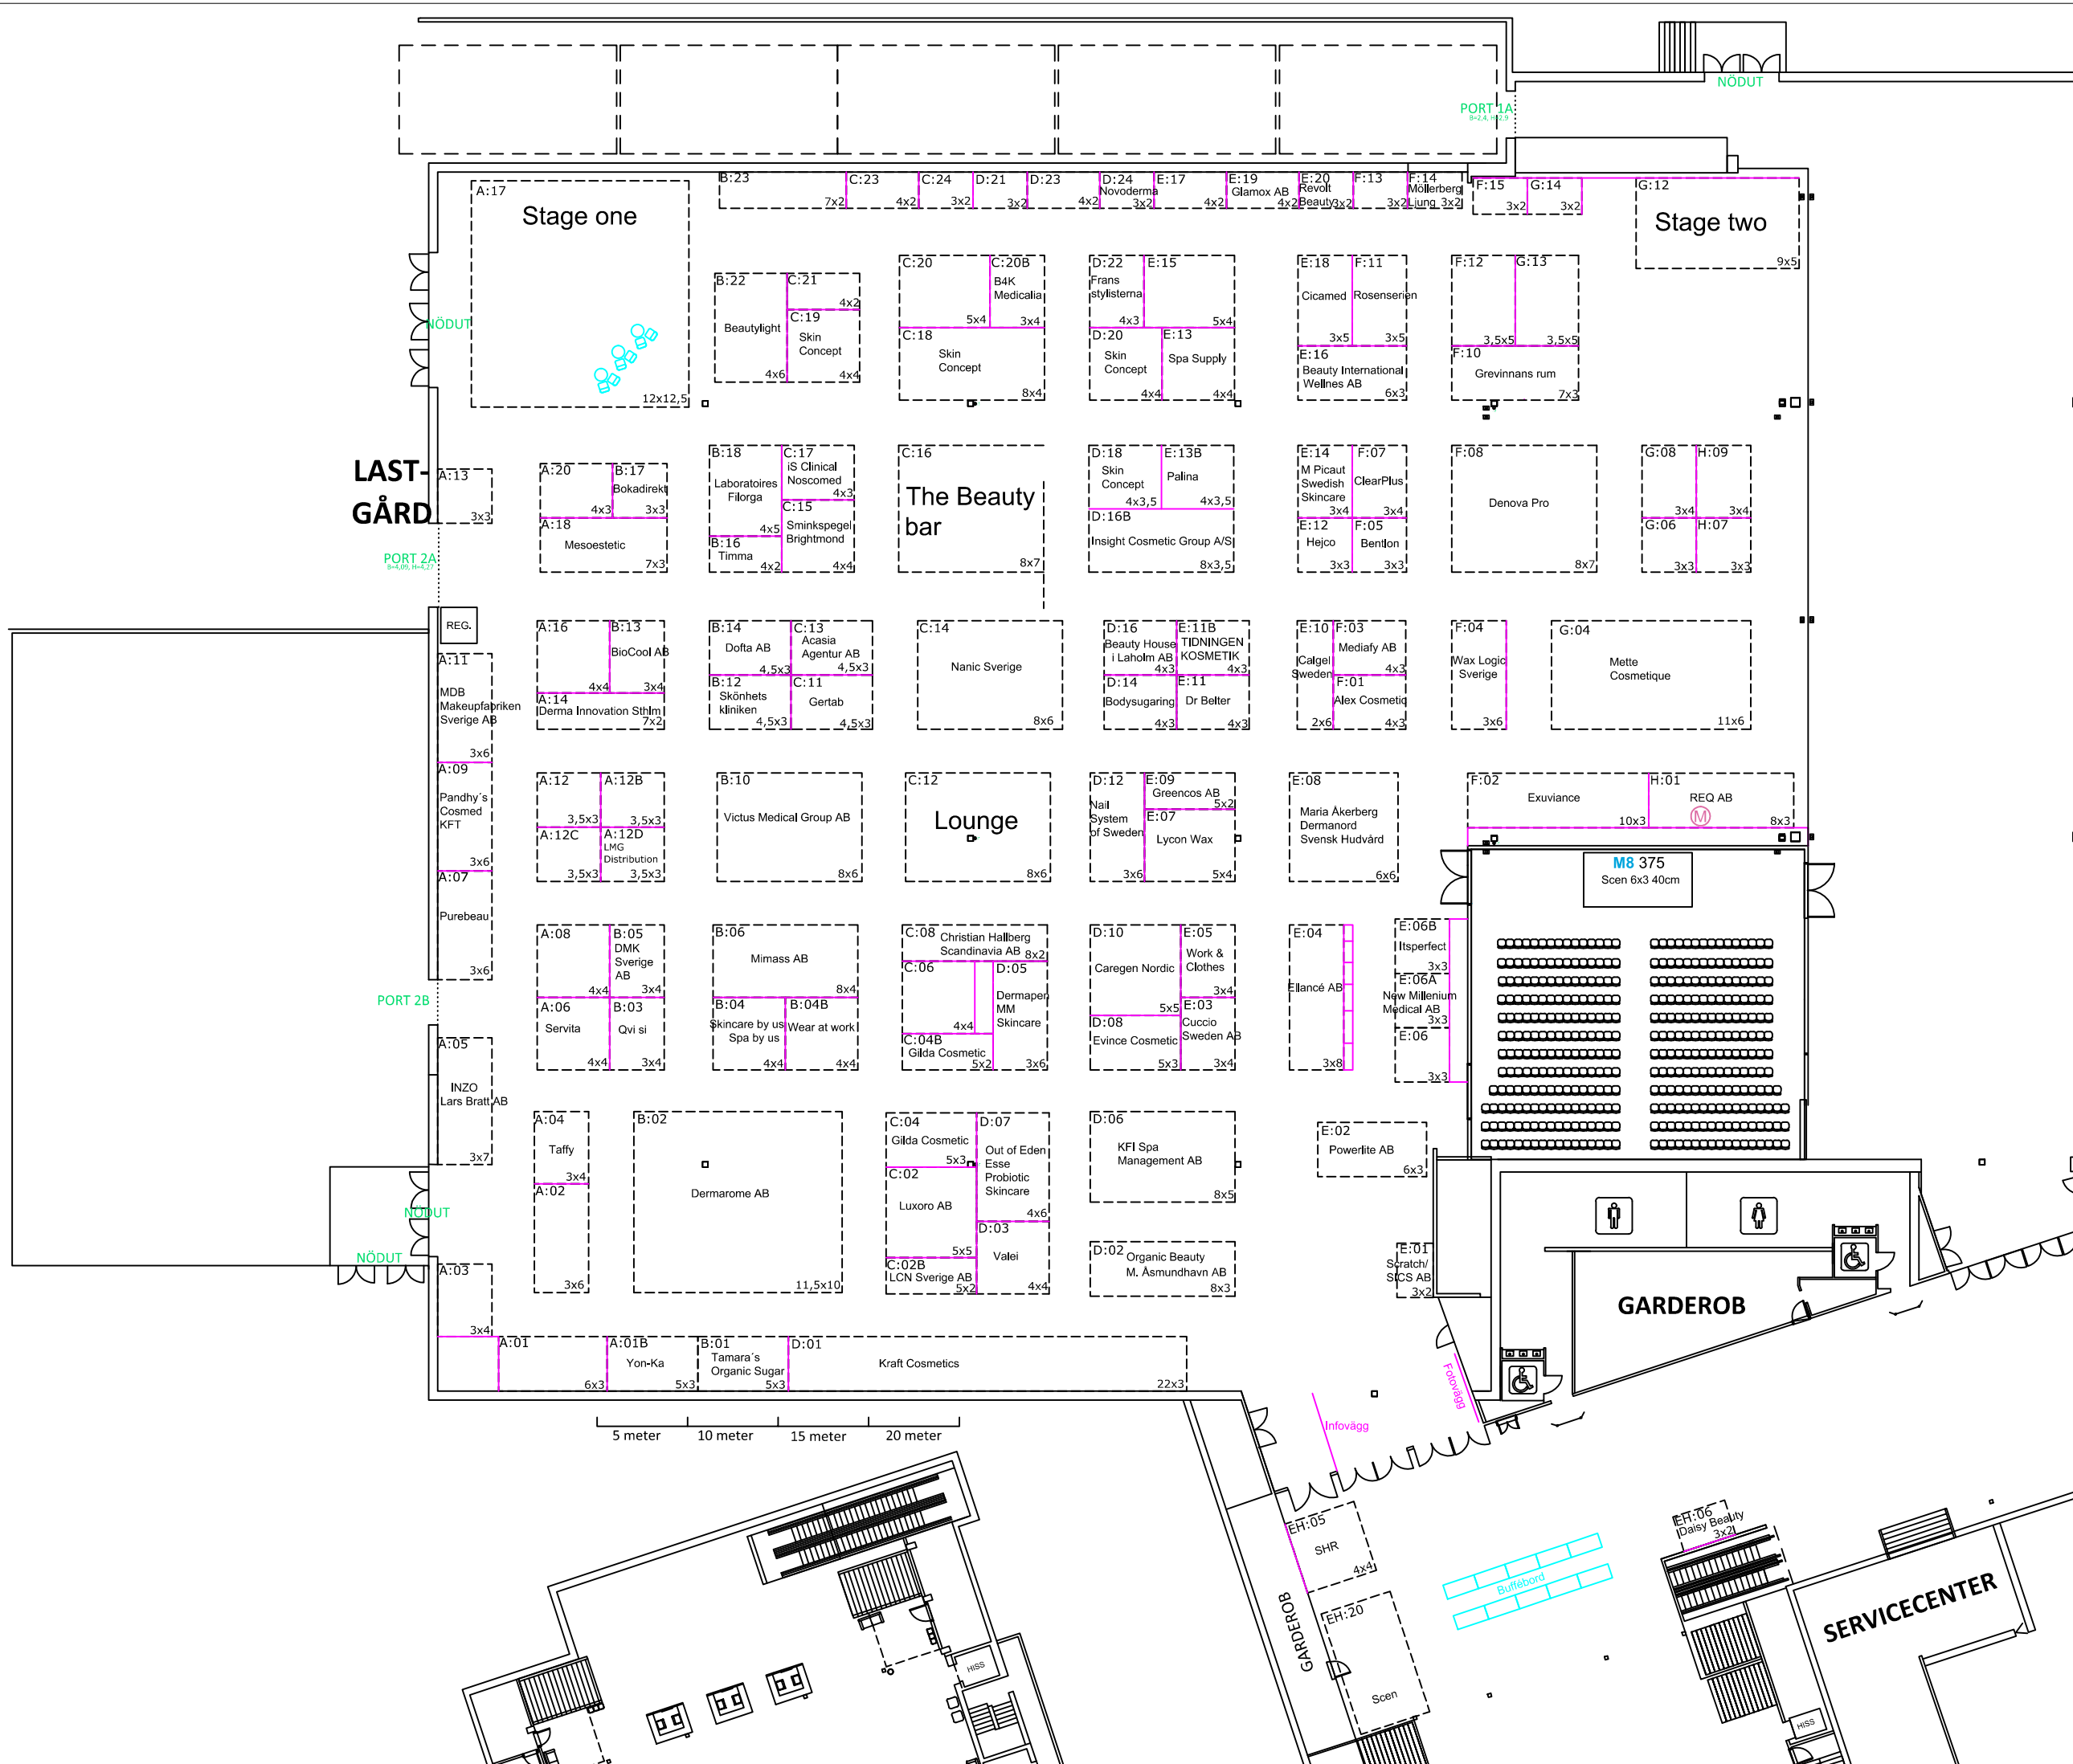 NÖDUT
PORT 1A
B=2,4, H=2,9
A:17
Stage one
12x12,5
B:23
7x2
C:23
4x2
C:24
3x2
D:21
3x2
D:23
4x2
D:24
Novoderma
3x2
E:17
4x2
E:19
Glamox AB
4x2
E:20
Revolt
Beauty
3x2
F:13
3x2
F:14
Möllerberg
Ljung 3x2
F:15
3x2
G:14
3x2
G:12
Stage two
9x5
NÖDUT
B:22
Beautylight
4x6
C:21
4x2
C:19
Skin
Concept
4x4
C:20
5x4
C:20B
B4K
Medicalia
3x4
C:18
Skin
Concept
8x4
D:22
Frans
stylisterna
4x3
E:15
5x4
D:20
Skin
Concept
4x4
E:13
Spa Supply
4x4
E:18
Cicamed
3x5
F:11
Rosenserien
3x5
E:16
Beauty International
Wellnes AB
6x3
F:12
3,5x5
G:13
3,5x5
F:10
Grevinnans rum
7x3
LAST-
GÅRD
PORT 2A
B=4,09, H=4,27
A:13
3x3
A:20
4x3
B:17
Bokadirekt
3x3
A:18
Mesoestetic
7x3
B:18
Laboratoires
Filorga
4x5
C:17
iS Clinical
Noscomed
4x3
C:15
Sminkspegel
Brightmond
4x4
B:16
Timma
4x2
C:16
The Beauty
bar
8x7
D:18
Skin
Concept
4x3,5
E:13B
Palina
4x3,5
D:16B
Insight Cosmetic Group A/S
8x3,5
E:14
M Picaut
Swedish
Skincare
3x4
F:07
ClearPlus
3x4
E:12
Hejco
3x3
F:05
Bentlon
3x3
F:08
Denova Pro
8x7
G:08
3x4
H:09
3x4
G:06
3x3
H:07
3x3
REG.
A:11
MDB
Makeupfabriken
Sverige AB
3x6
A:16
4x4
B:13
BioCool AB
3x4
A:14
Derma Innovation Sthlm
7x2
B:14
Dofta AB
4,5x3
C:13
Acasia
Agentur AB
4,5x3
B:12
Skönhets
kliniken
4,5x3
C:11
Gertab
4,5x3
C:14
Nanic Sverige
8x6
D:16
Beauty House
i Laholm AB
4x3
E:11B
TIDNINGEN
KOSMETIK
4x3
D:14
Bodysugaring
4x3
E:11
Dr Belter
4x3
E:10
Calgel
Sweden
2x6
F:03
Mediafy AB
4x3
F:01
Alex Cosmetic
4x3
F:04
Wax Logic
Sverige
3x6
G:04
Mette
Cosmetique
11x6
A:09
Pandhy´s
Cosmed
KFT
3x6
A:12
3,5x3
A:12B
3,5x3
A:12C
3,5x3
A:12D
LMG
Distribution
3,5x3
B:10
Victus Medical Group AB
8x6
C:12
Lounge
8x6
D:12
Nail
System
of Sweden
3x6
E:09
Greencos AB
5x2
E:07
Lycon Wax
5x4
E:08
Maria Åkerberg
Dermanord
Svensk Hudvård
6x6
F:02
Exuviance
10x3
H:01
REQ AB
M
8x3
M8 375
Scen 6x3 40cm
A:07
Purebeau
3x6
PORT 2B
A:08
4x4
B:05
DMK
Sverige
AB
3x4
A:06
Servita
4x4
B:03
Qvi si
3x4
B:06
Mimass AB
8x4
B:04
Skincare by us
Spa by us
4x4
B:04B
Wear at work
4x4
C:08
Christian Hallberg
Scandinavia AB
8x2
C:06
4x4
D:05
Dermapen
MM
Skincare
3x6
C:04B
Gilda Cosmetic
5x2
D:10
Caregen Nordic
5x5
E:05
Work &
Clothes
3x4
D:08
Evince Cosmetic
5x3
E:03
Cuccio
Sweden AB
3x4
E:04
Ellancé AB
3x8
E:06B
Itsperfect
3x3
E:06A
New Millenium
Medical AB
3x3
E:06
3x3
A:05
INZO
Lars Bratt AB
3x7
A:04
Taffy
3x4
A:02
3x6
B:02
Dermarome AB
11,5x10
C:04
Gilda Cosmetic
5x3
D:07
Out of Eden
Esse
Probiotic
Skincare
4x6
C:02
Luxoro AB
5x5
D:03
Valei
4x4
C:02B
LCN Sverige AB
5x2
D:06
KFI Spa
Management AB
8x5
D:02
Organic Beauty
M. Åsmundhavn AB
8x3
E:02
Powerlite AB
6x3
E:01
Scratch/
SICS AB
3x2
NÖDUT
NÖDUT
A:03
3x4
A:01
6x3
A:01B
Yon-Ka
5x3
B:01
Tamara´s
Organic Sugar
5x3
D:01
Kraft Cosmetics
22x3
GARDEROB
Fotovägg
Infovägg
5 meter
10 meter
15 meter
20 meter
EH:05
SHR
4x4
EH:06
Daisy Beauty
3x2
Buffébord
EH:20
Scen
GARDEROB
SERVICECENTER
HISS
HISS